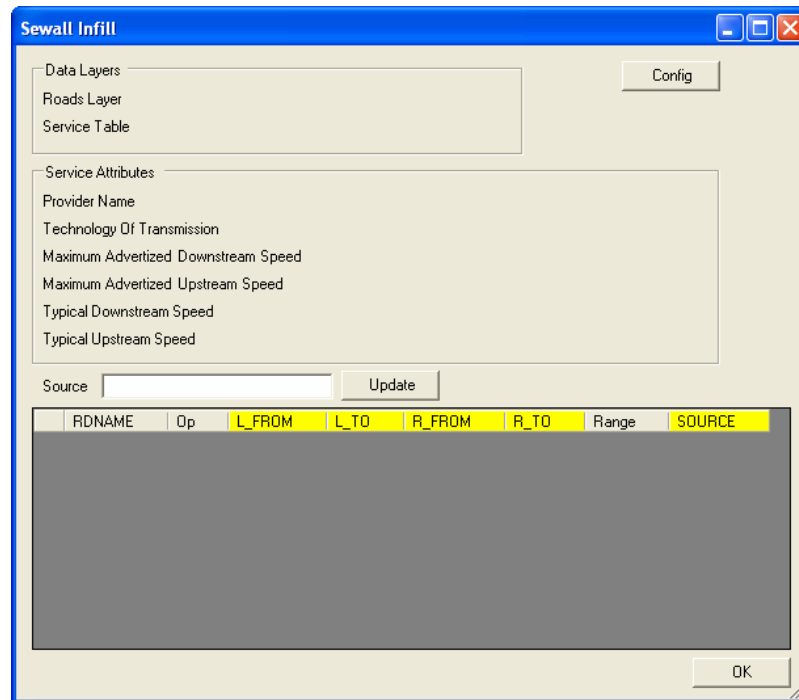 Sewall Infill
Data Layers
Config
Roads Layer
Service Table
Service Attributes
Provider Name
Technology Of Transmission
Maximum Advertized Downstream Speed
Maximum Advertized Upstream Speed
Typical Downstream Speed
Typical Upstream Speed
Source Update
RDNAME Op L_FROM L_TO R_FROM R_TO Range SOURCE
OK